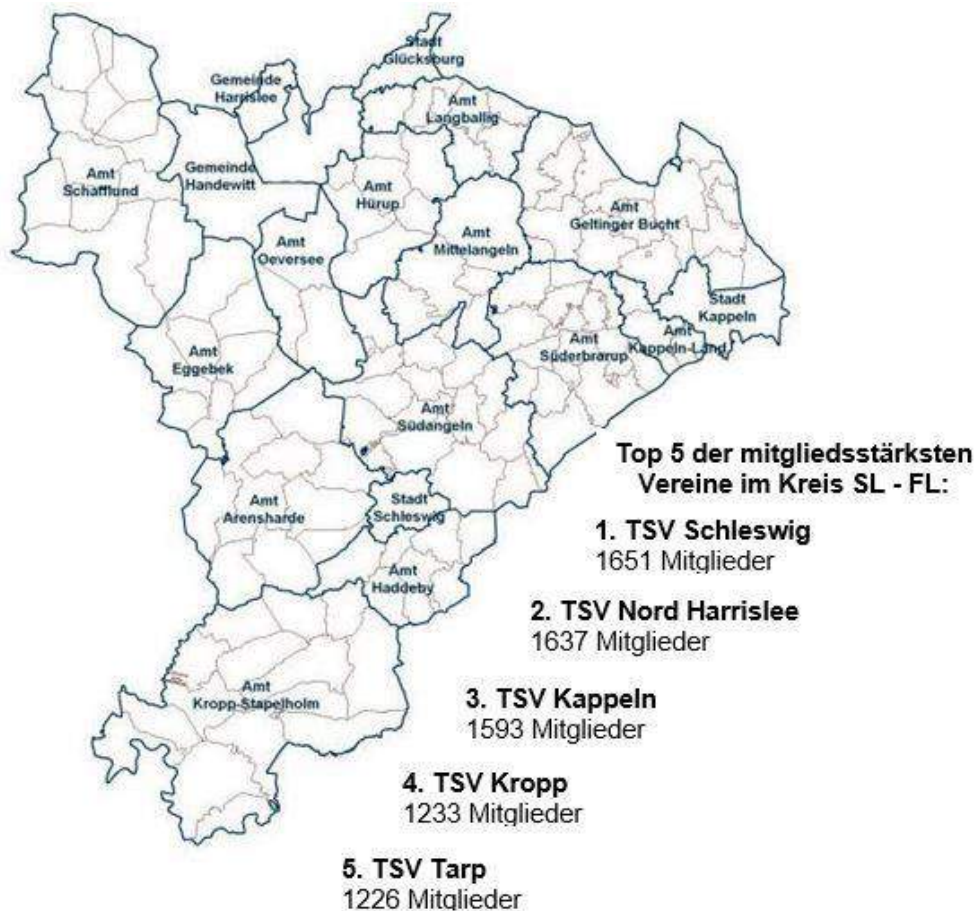 Stadt
Glücksburg
Gemeinde
Harrislee
Amt
Langballig
Amt
Schafflund
Gemeinde
Handewitt
Amt
Hürup
Amt
Geltinger Bucht
Amt
Oeversee
Amt
Mittelangeln
Stadt
Kappeln
Amt
Kappeln-Land
Amt
Süderbrarup
Amt
Eggebek
Amt
Südangeln
Amt
Arensharde
Stadt
Schleswig
Amt
Haddeby
Amt
Kropp-Stapelholm
Top 5 der mitgliedsstärksten
Vereine im Kreis SL - FL:
1. TSV Schleswig
1651 Mitglieder
2. TSV Nord Harrislee
1637 Mitglieder
3. TSV Kappeln
1593 Mitglieder
4. TSV Kropp
1233 Mitglieder
5. TSV Tarp
1226 Mitglieder